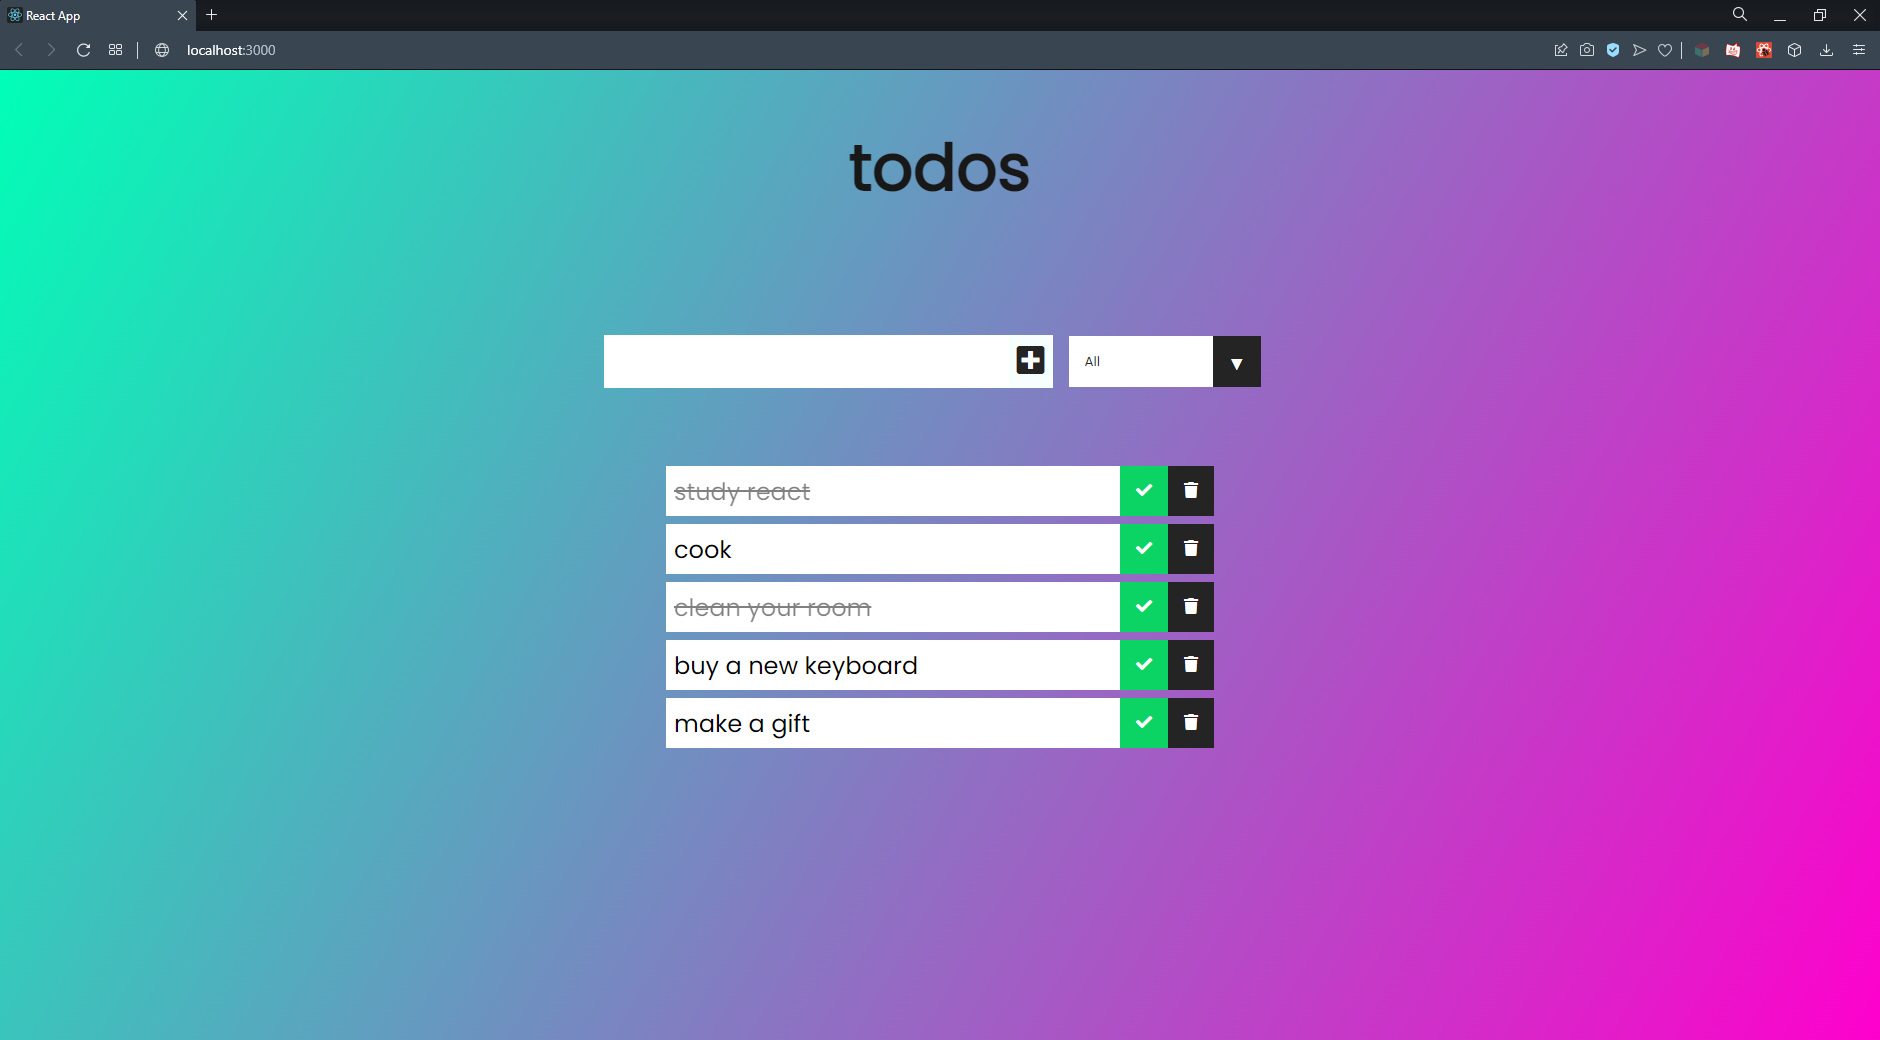 React App
localhost:3000
todos
All
study react
cook
clean your room
buy a new keyboard
make a gift